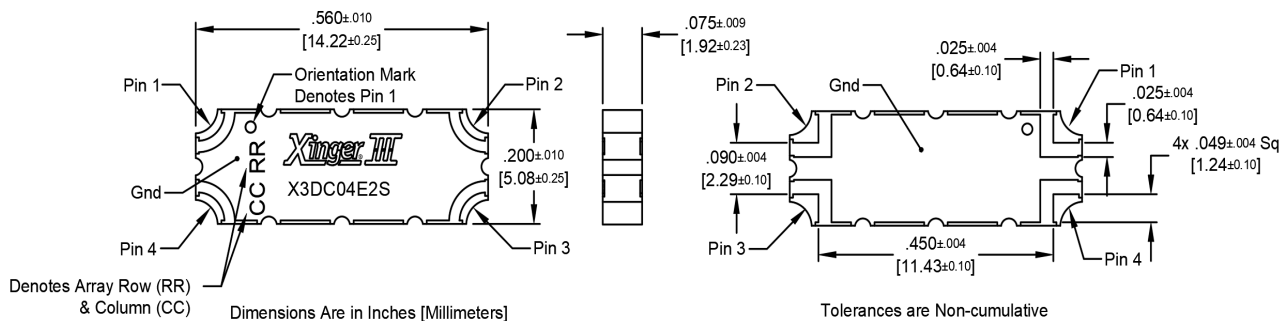 .560±.010
[14.22±0.25]
Pin 1
Orientation Mark
Denotes Pin 1
Pin 2
Xinger® III
X3DC04E2S
CC RR
Gnd
Pin 4
Pin 3
.200±.010
[5.08±0.25]
Denotes Array Row (RR)
& Column (CC)
Dimensions Are in Inches [Millimeters]
.075±.009
[1.92±0.23]
Pin 2
Gnd
.025±.004
[0.64±0.10]
Pin 1
.025±.004
[0.64±0.10]
4x .049±.004 Sq
[1.24±0.10]
.090±.004
[2.29±0.10]
Pin 3
.450±.004
[11.43±0.10]
Pin 4
Tolerances are Non-cumulative